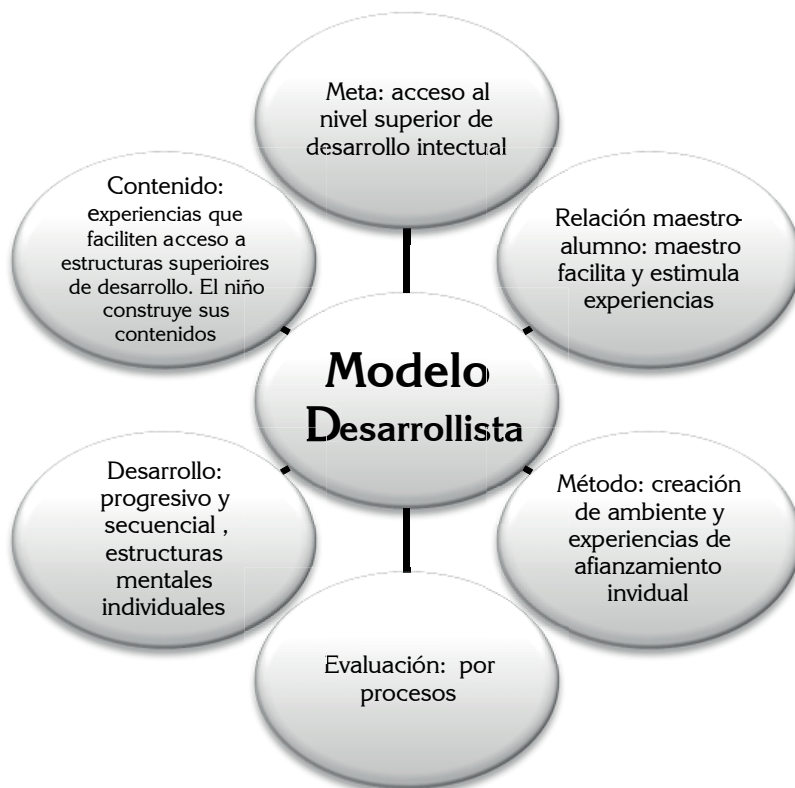 Meta: acceso al
nivel superior de
desarrollo intectual
Relación maestro-
alumno: maestro
facilita y estimula
experiencias
Método: creación
de ambiente y
experiencias de
afianzamiento
invidual
Evaluación: por
procesos
Desarrollo:
progresivo y
secuencial ,
estructuras
mentales
individuales
Contenido:
experiencias que
faciliten acceso a
estructuras superioires
de desarrollo. El niño
construye sus
contenidos
Modelo
Desarrollista